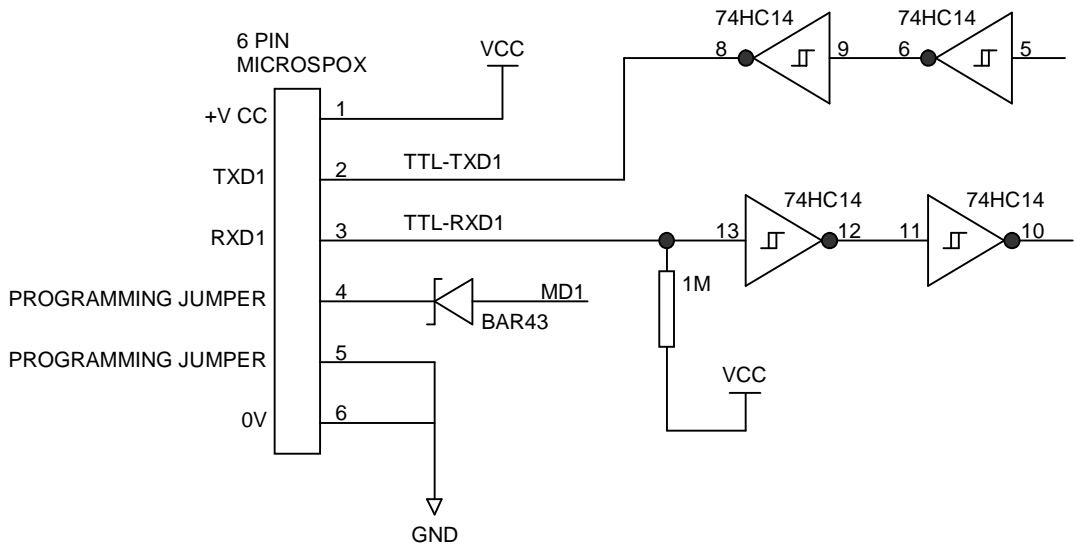 74HC14
74HC14
6 PIN
MICROSPOX
VCC
8
9
6
5
+V CC
1
TXD1
2
TTL-TXD1
74HC14
74HC14
RXD1
3
TTL-RXD1
13
12
11
10
1M
PROGRAMMING JUMPER
4
MD1
BAR43
PROGRAMMING JUMPER
5
VCC
0V
6
GND